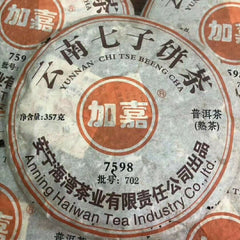 云南七子饼茶
YUNNAN CHI TSE BEENG CHA
加嘉
净含量:357克
普洱茶
(熟茶)
7598
批号:702
安宁海湾茶业有限责任公司出品
Anning Haiwan Tea Industry Co.,ltd.